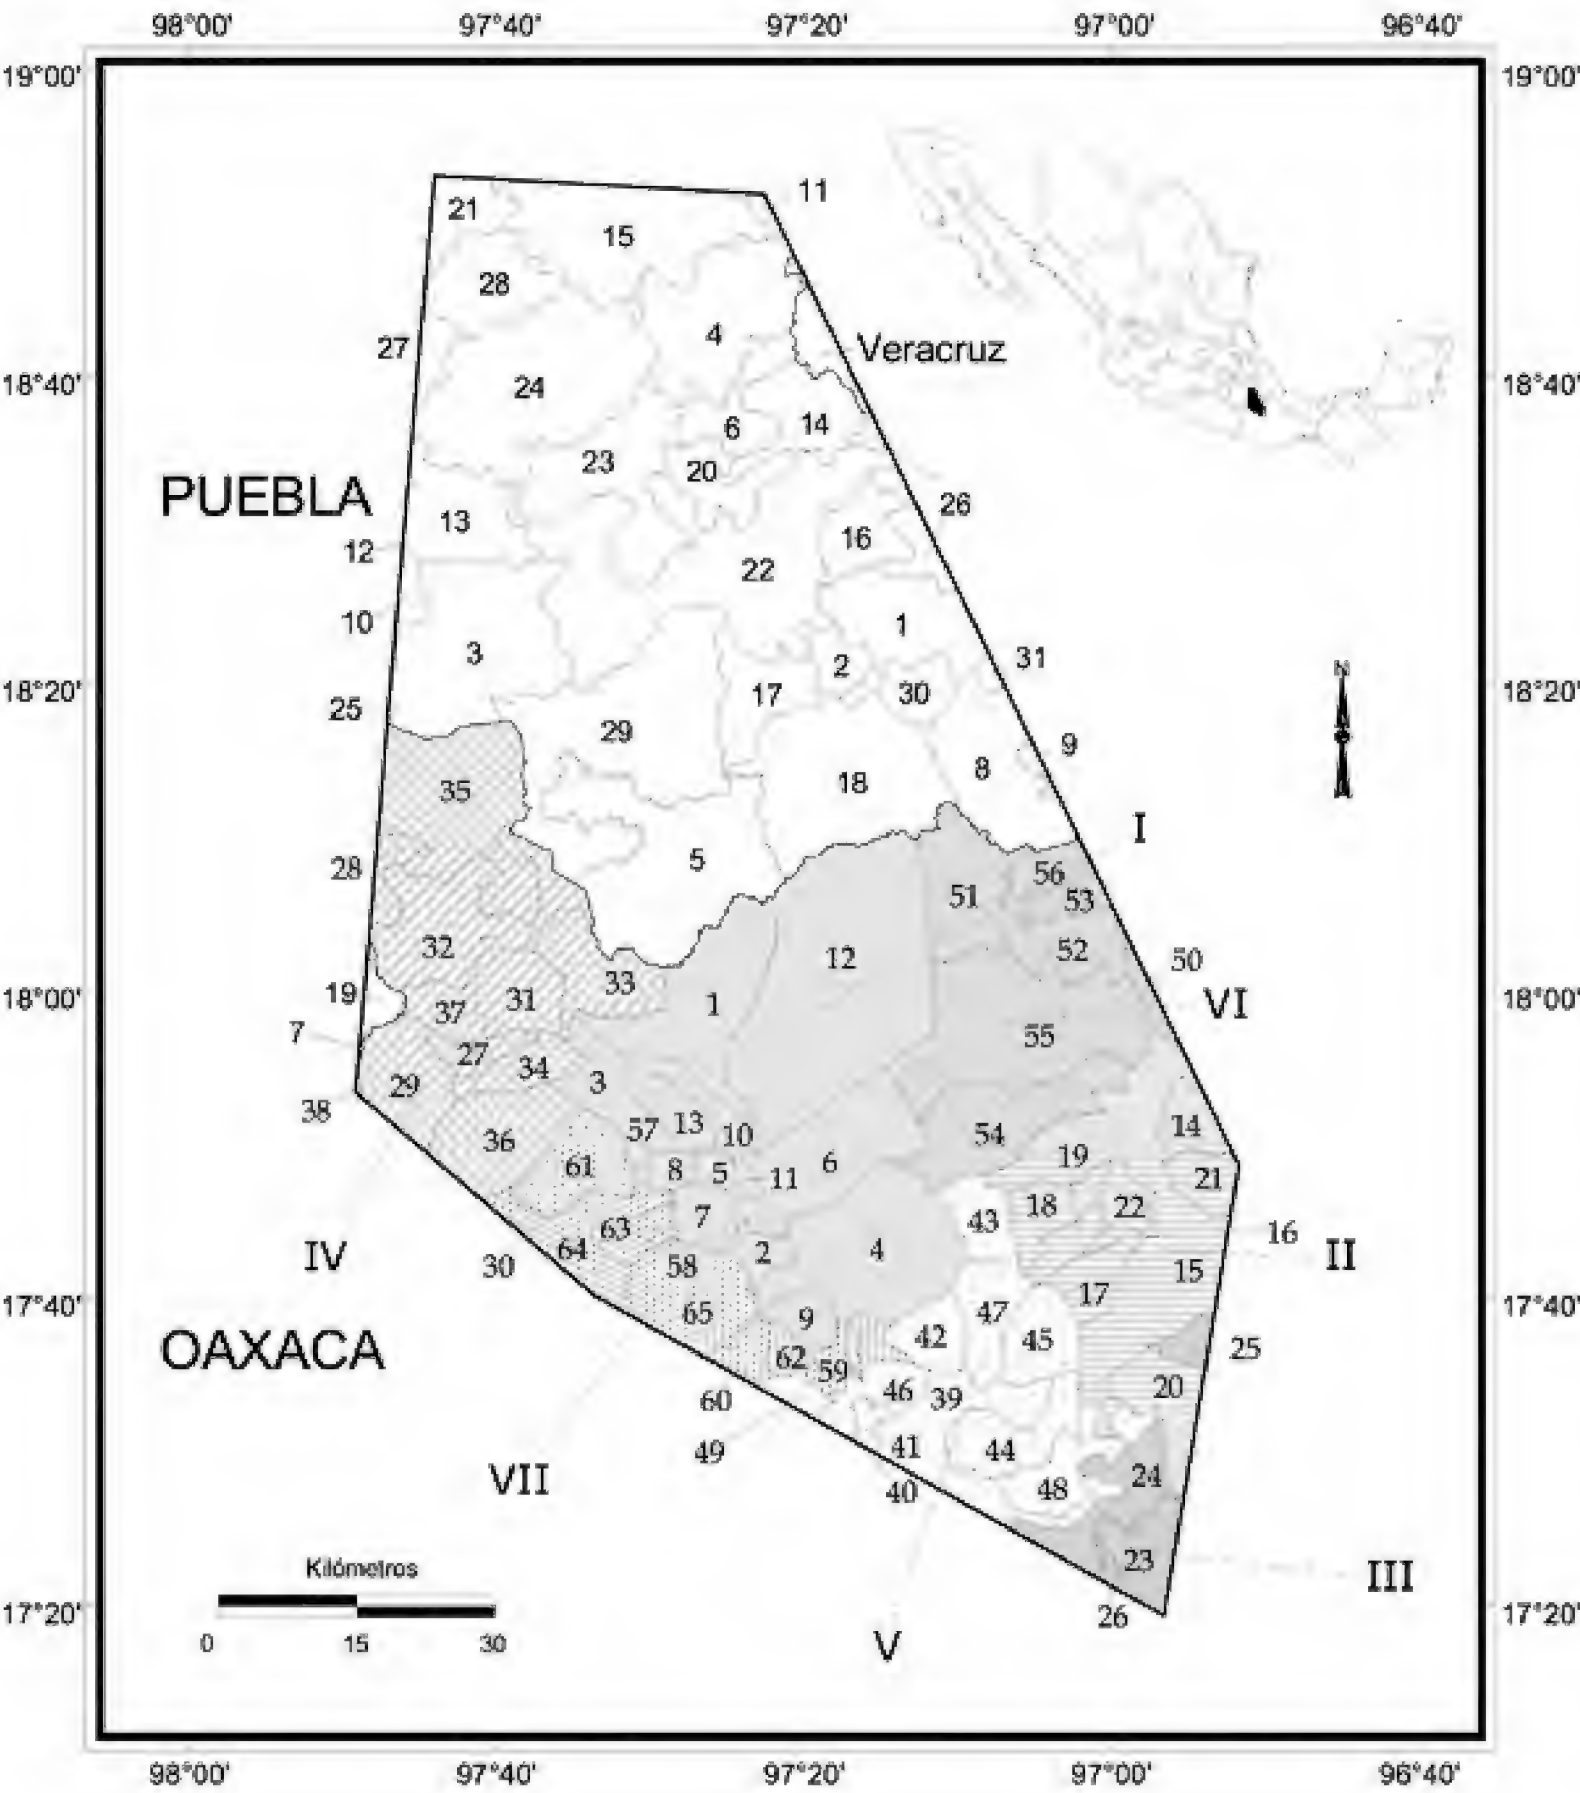 98°00' 97°40' 97°20' 97°00' 96°40'
19°00' 19°00'
11
21
15
28
4
27
Veracruz
18°40' 24 18°40'
6 14
23
20
PUEBLA
26
13
16
12
22
10 1
3 2 31
18°20' 17 30 18°20'
25
29 9
8
35 18
I
5
28 56
51 53
32 12 52
50
33
19 37 31 1 VI
18°00' 18°00'
7
27 34 55
29 3
38 57 13 14
36 10 54
61 8 5 11 6 19
21
63 7 18 22
43 16
IV 64 58 2 4 II
30 15
17
17°40' 65 9 47 17°40'
42 45
OAXACA 62 59 25
20
46 39
60
49 41 44
24
VII 40 48
23
Kilómetros III
26
17°20' 17°20'
0 15 30
V
98°00' 97°40' 97°20' 97°00' 96°40'
N